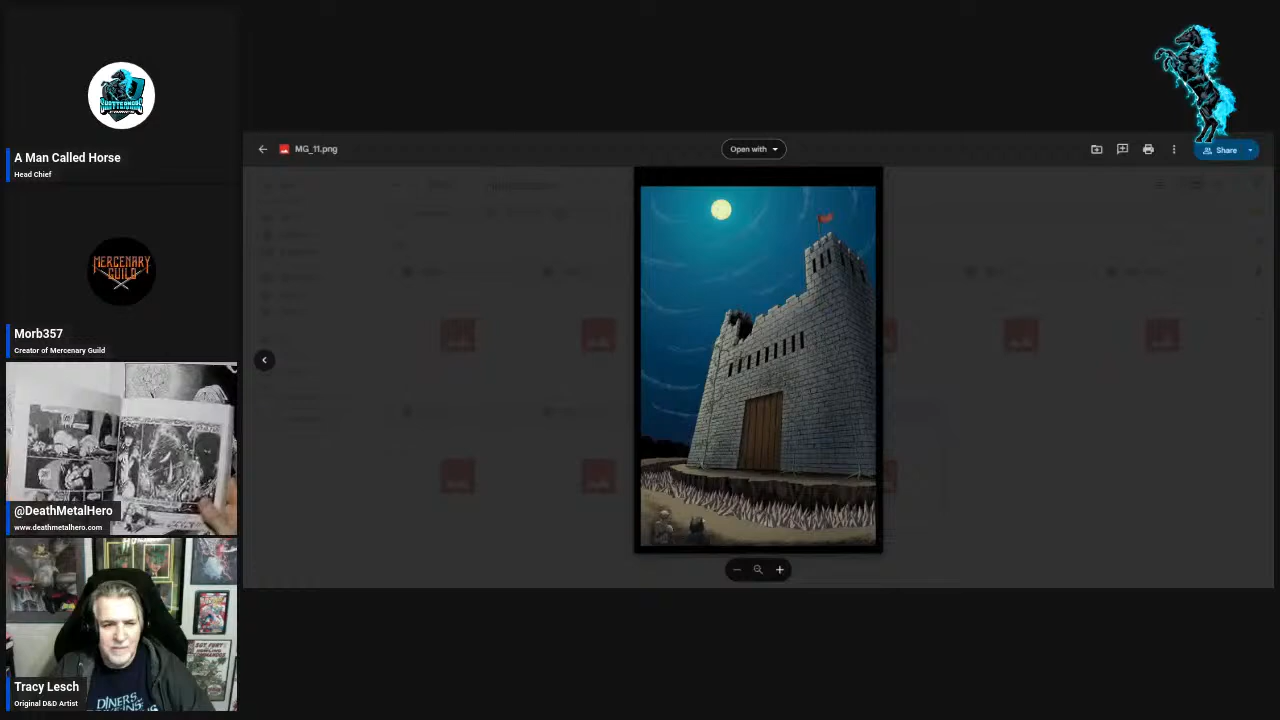 A Man Called Horse
Head Chief
MERCENARY
GUILD
Morb357
Creator of Mercenary Guild
@DeathMetalHero
www.deathmetalhero.com
Tracy Lesch
Original D&D Artist
DINERS,
MG_11.png
Open with
Share